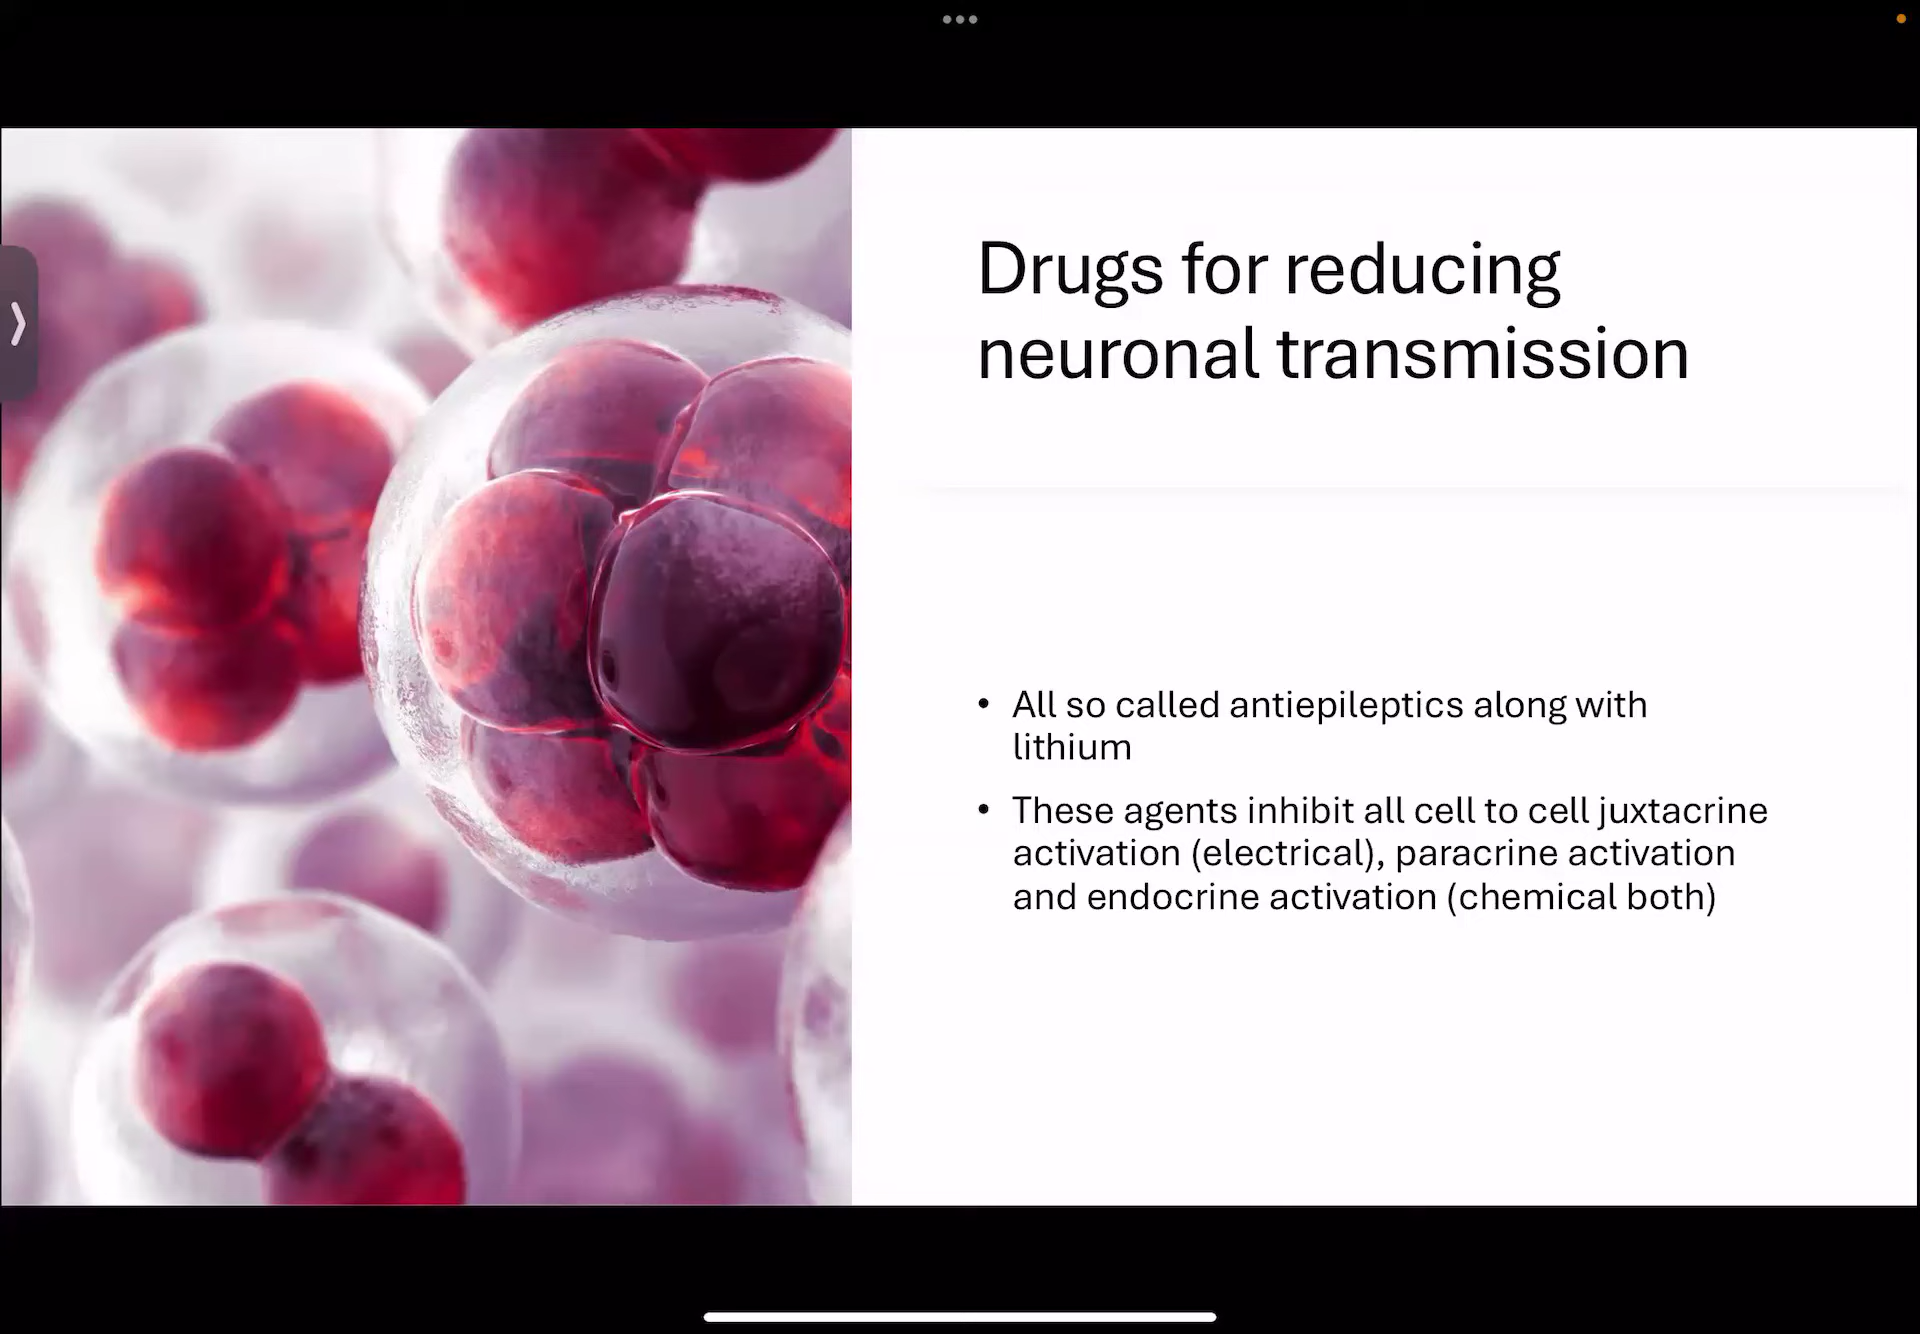 Drugs for reducing
neuronal transmission
• All so called antiepileptics along with
lithium
• These agents inhibit all cell to cell juxtacrine
activation (electrical), paracrine activation
and endocrine activation (chemical both)